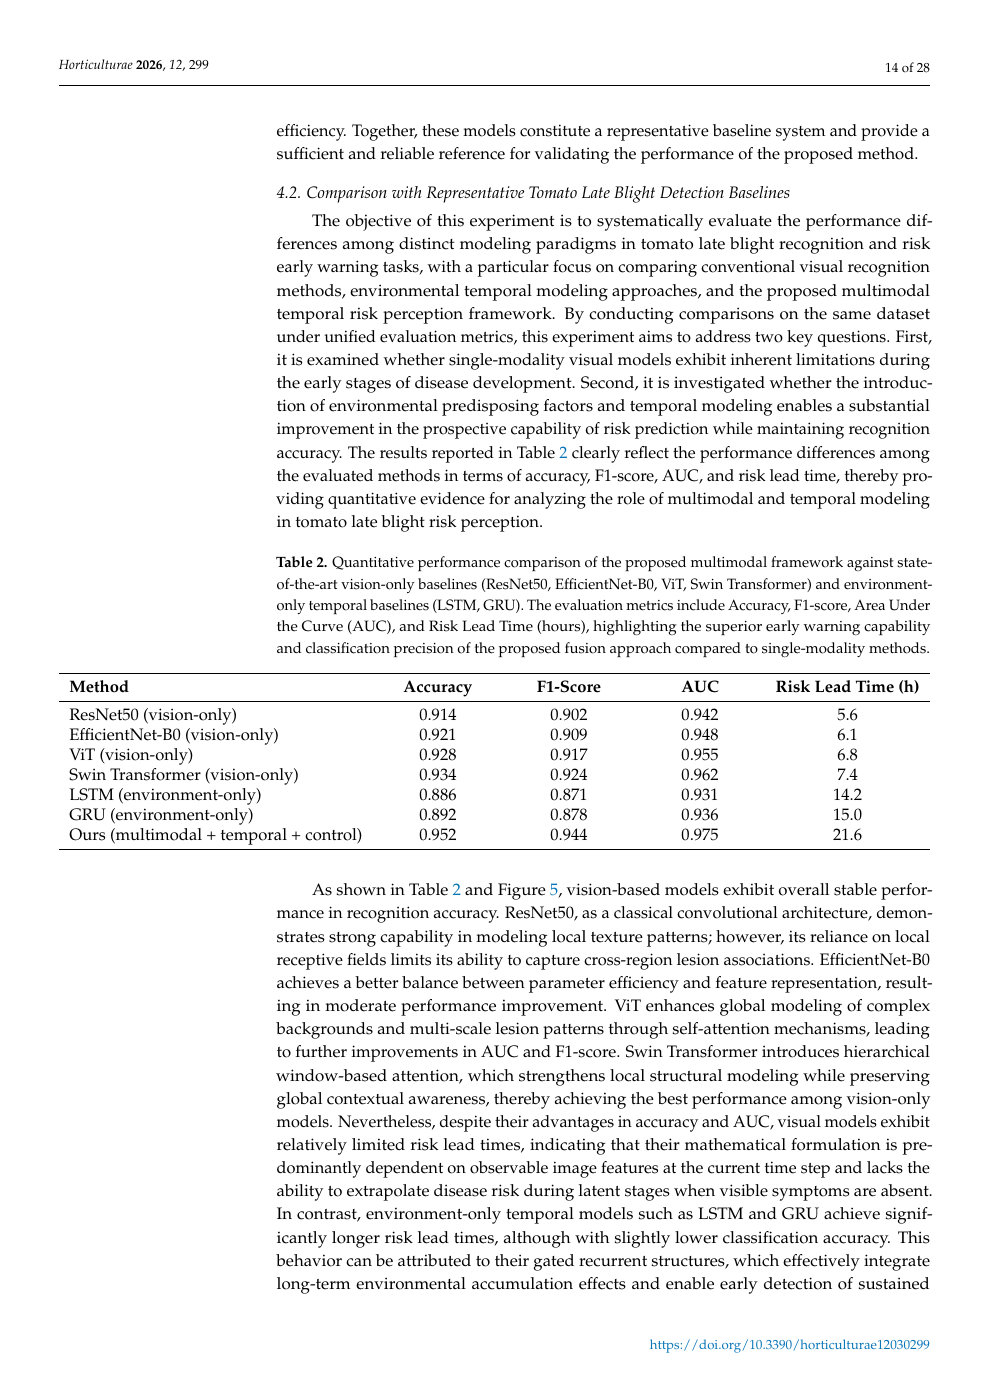 Horticulturae 2026, 12, 299
14 of 28
efficiency. Together, these models constitute a representative baseline system and provide a
sufficient and reliable reference for validating the performance of the proposed method.
4.2. Comparison with Representative Tomato Late Blight Detection Baselines
The objective of this experiment is to systematically evaluate the performance dif-
ferences among distinct modeling paradigms in tomato late blight recognition and risk
early warning tasks, with a particular focus on comparing conventional visual recognition
methods, environmental temporal modeling approaches, and the proposed multimodal
temporal risk perception framework. By conducting comparisons on the same dataset
under unified evaluation metrics, this experiment aims to address two key questions. First,
it is examined whether single-modality visual models exhibit inherent limitations during
the early stages of disease development. Second, it is investigated whether the introduc-
tion of environmental predisposing factors and temporal modeling enables a substantial
improvement in the prospective capability of risk prediction while maintaining recognition
accuracy. The results reported in Table 2 clearly reflect the performance differences among
the evaluated methods in terms of accuracy, F1-score, AUC, and risk lead time, thereby pro-
viding quantitative evidence for analyzing the role of multimodal and temporal modeling
in tomato late blight risk perception.
Table 2. Quantitative performance comparison of the proposed multimodal framework against state-
of-the-art vision-only baselines (ResNet50, EfficientNet-B0, ViT, Swin Transformer) and environment-
only temporal baselines (LSTM, GRU). The evaluation metrics include Accuracy, F1-score, Area Under
the Curve (AUC), and Risk Lead Time (hours), highlighting the superior early warning capability
and classification precision of the proposed fusion approach compared to single-modality methods.
Method Accuracy F1-Score AUC Risk Lead Time (h)
ResNet50 (vision-only) 0.914 0.902 0.942 5.6
EfficientNet-B0 (vision-only) 0.921 0.909 0.948 6.1
ViT (vision-only) 0.928 0.917 0.955 6.8
Swin Transformer (vision-only) 0.934 0.924 0.962 7.4
LSTM (environment-only) 0.886 0.871 0.931 14.2
GRU (environment-only) 0.892 0.878 0.936 15.0
Ours (multimodal + temporal + control) 0.952 0.944 0.975 21.6
As shown in Table 2 and Figure 5, vision-based models exhibit overall stable perfor-
mance in recognition accuracy. ResNet50, as a classical convolutional architecture, demon-
strates strong capability in modeling local texture patterns; however, its reliance on local
receptive fields limits its ability to capture cross-region lesion associations. EfficientNet-B0
achieves a better balance between parameter efficiency and feature representation, result-
ing in moderate performance improvement. ViT enhances global modeling of complex
backgrounds and multi-scale lesion patterns through self-attention mechanisms, leading
to further improvements in AUC and F1-score. Swin Transformer introduces hierarchical
window-based attention, which strengthens local structural modeling while preserving
global contextual awareness, thereby achieving the best performance among vision-only
models. Nevertheless, despite their advantages in accuracy and AUC, visual models exhibit
relatively limited risk lead times, indicating that their mathematical formulation is pre-
dominantly dependent on observable image features at the current time step and lacks the
ability to extrapolate disease risk during latent stages when visible symptoms are absent.
In contrast, environment-only temporal models such as LSTM and GRU achieve signif-
icantly longer risk lead times, although with slightly lower classification accuracy. This
behavior can be attributed to their gated recurrent structures, which effectively integrate
long-term environmental accumulation effects and enable early detection of sustained
https://doi.org/10.3390/horticulturae12030299